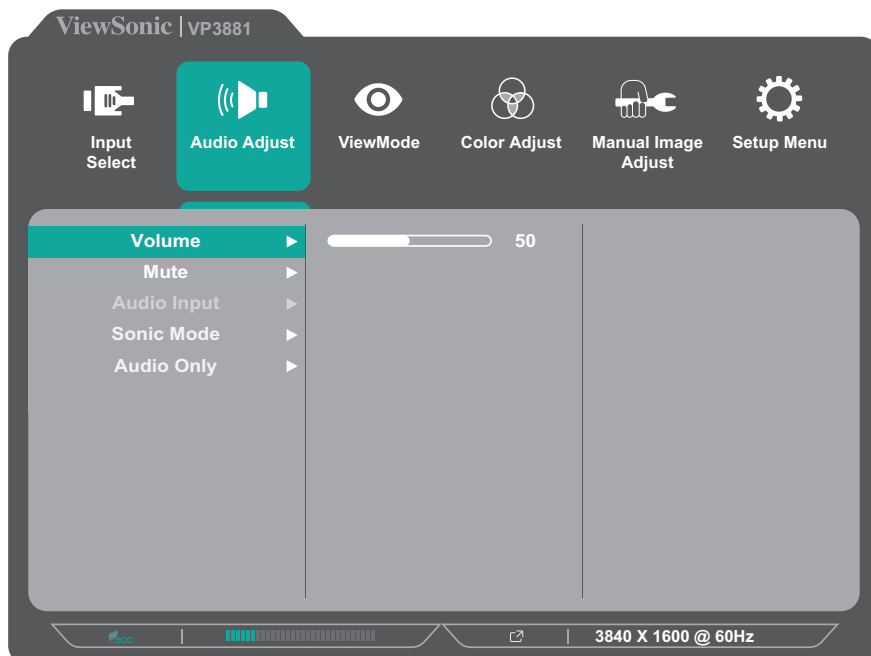 ViewSonic | VP3881
Input Select
Audio Adjust
ViewMode
Color Adjust
Manual Image Adjust
Setup Menu
Volume
50
Mute
Audio Input
Sonic Mode
Audio Only
eco
3840 X 1600 @ 60Hz